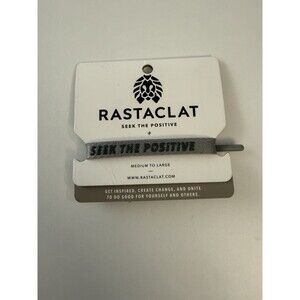 RASTACLAT
SEEK THE POSITIVE
+
SEEK THE POSITIVE
MEDIUM TO LARGE
—
WWW.RASTACLAT.COM
GET INSPIRED, CREATE CHANGE, AND UNITE
TO DO GOOD FOR YOURSELF AND OTHERS.